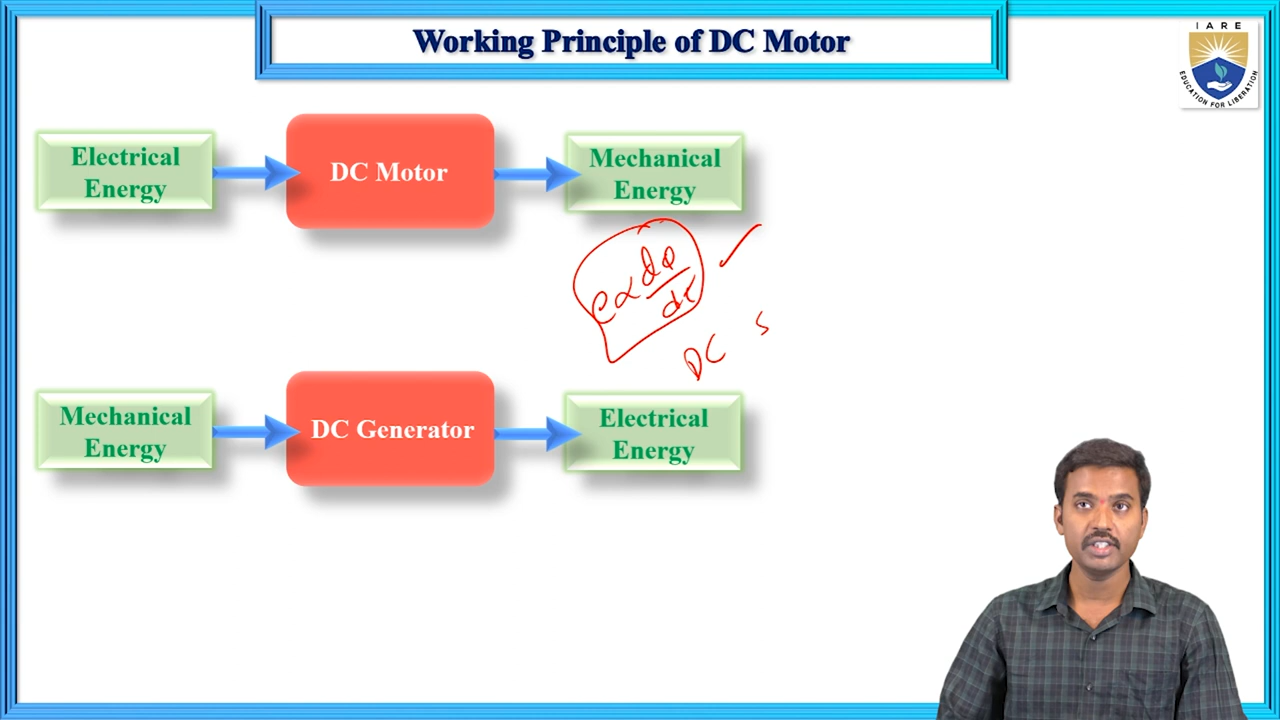 Working Principle of DC Motor
I A R E
EDUCATION FOR LIBERATION
Electrical
Energy
DC Motor
Mechanical
Energy
e ∝ dφ/dt
DC S
Mechanical
Energy
DC Generator
Electrical
Energy